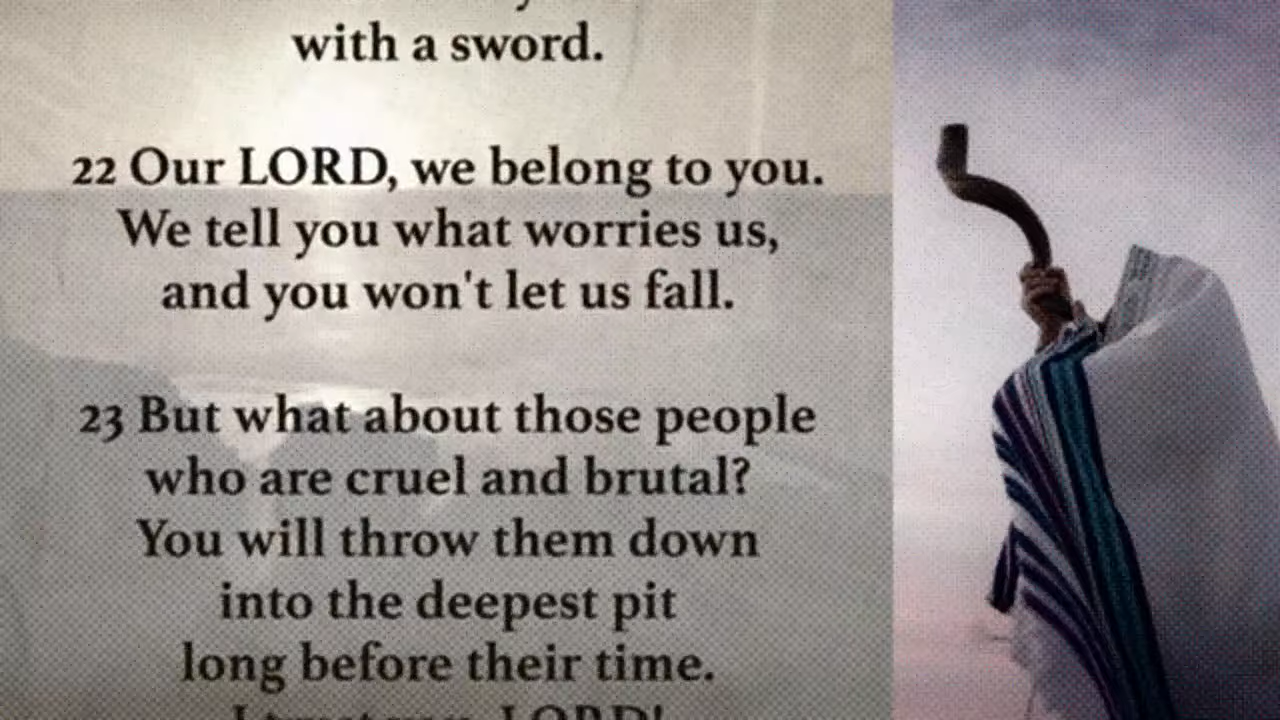 with a sword.
22 Our LORD, we belong to you.
We tell you what worries us,
and you won't let us fall.
23 But what about those people
who are cruel and brutal?
You will throw them down
into the deepest pit
long before their time.
LORD!